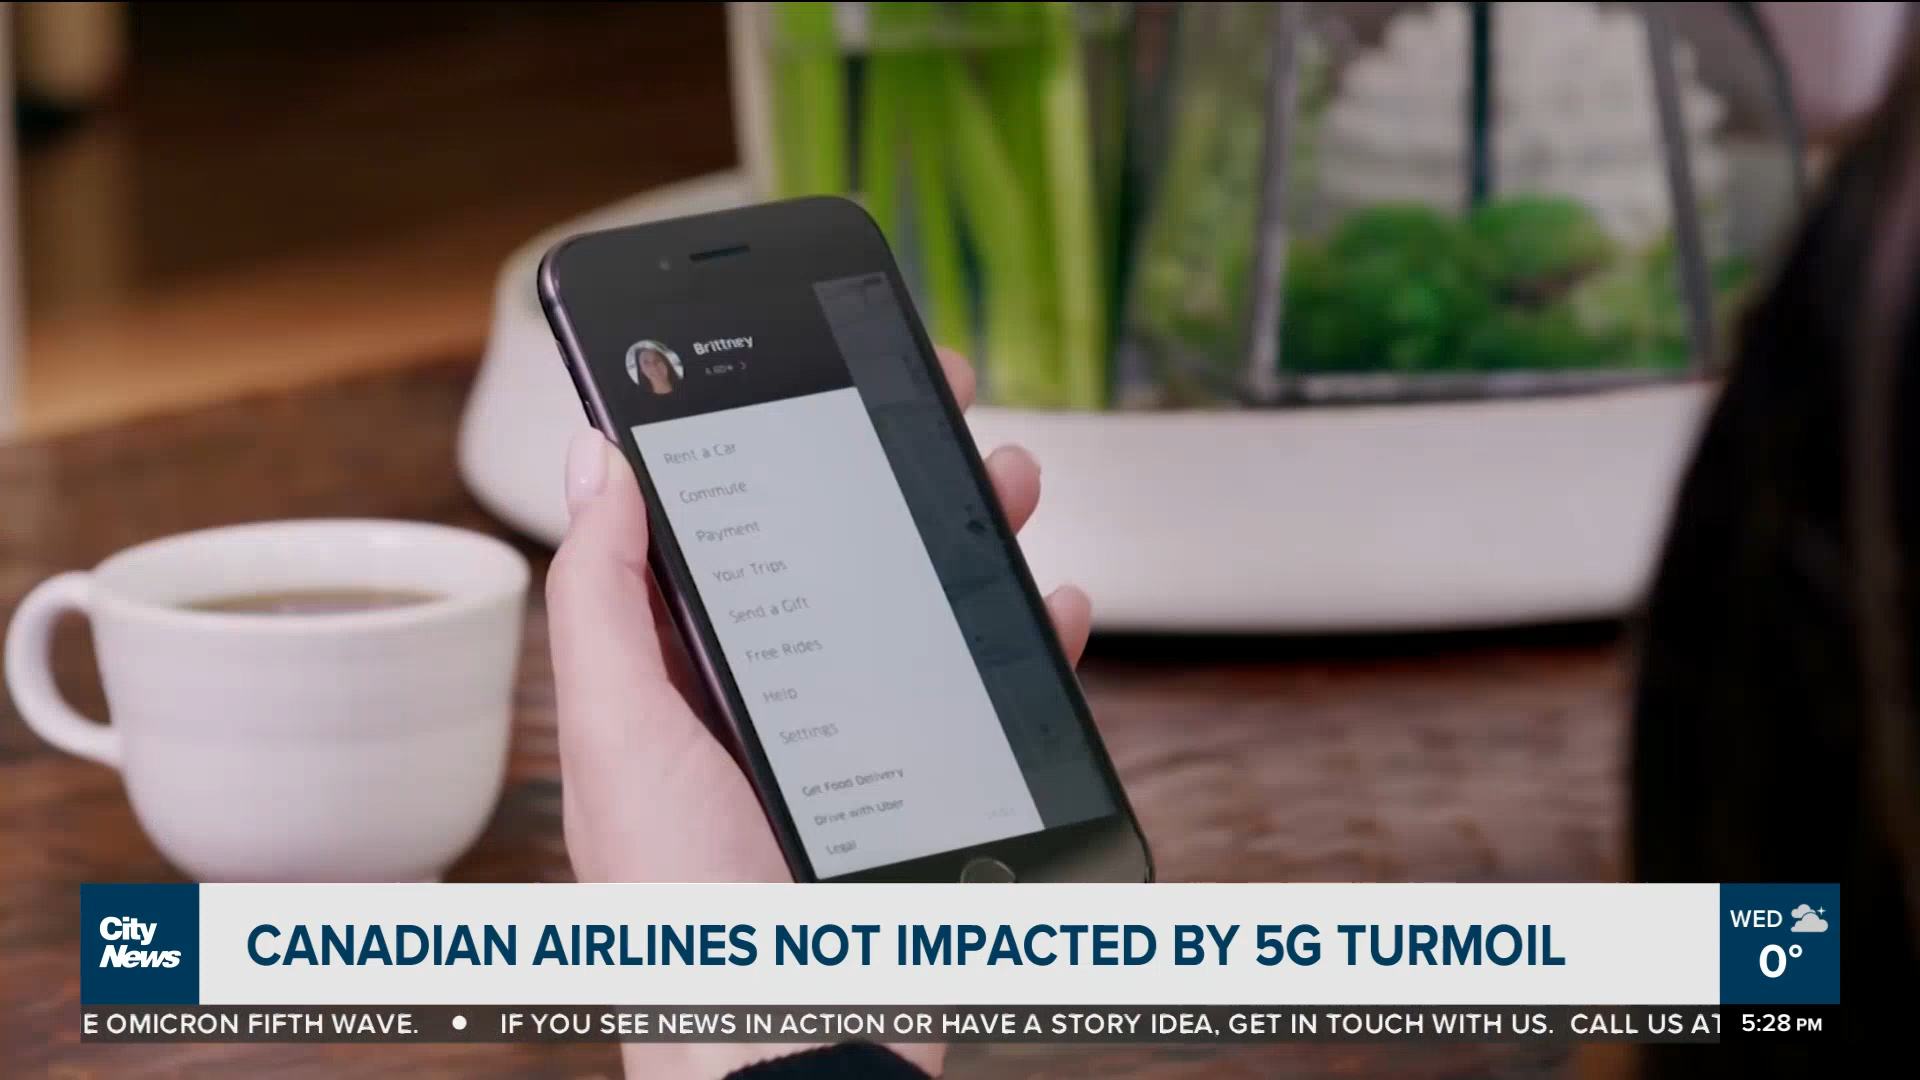 Brittney
Rent a Car
Commute
Payment
Your Trips
Send a Gift
Free Rides
Help
Settings
Get Food Delivery
Drive with Uber
Legal
City
News
CANADIAN AIRLINES NOT IMPACTED BY 5G TURMOIL
WED
0°
E OMICRON FIFTH WAVE. ● IF YOU SEE NEWS IN ACTION OR HAVE A STORY IDEA, GET IN TOUCH WITH US. CALL US AT
5:28 PM